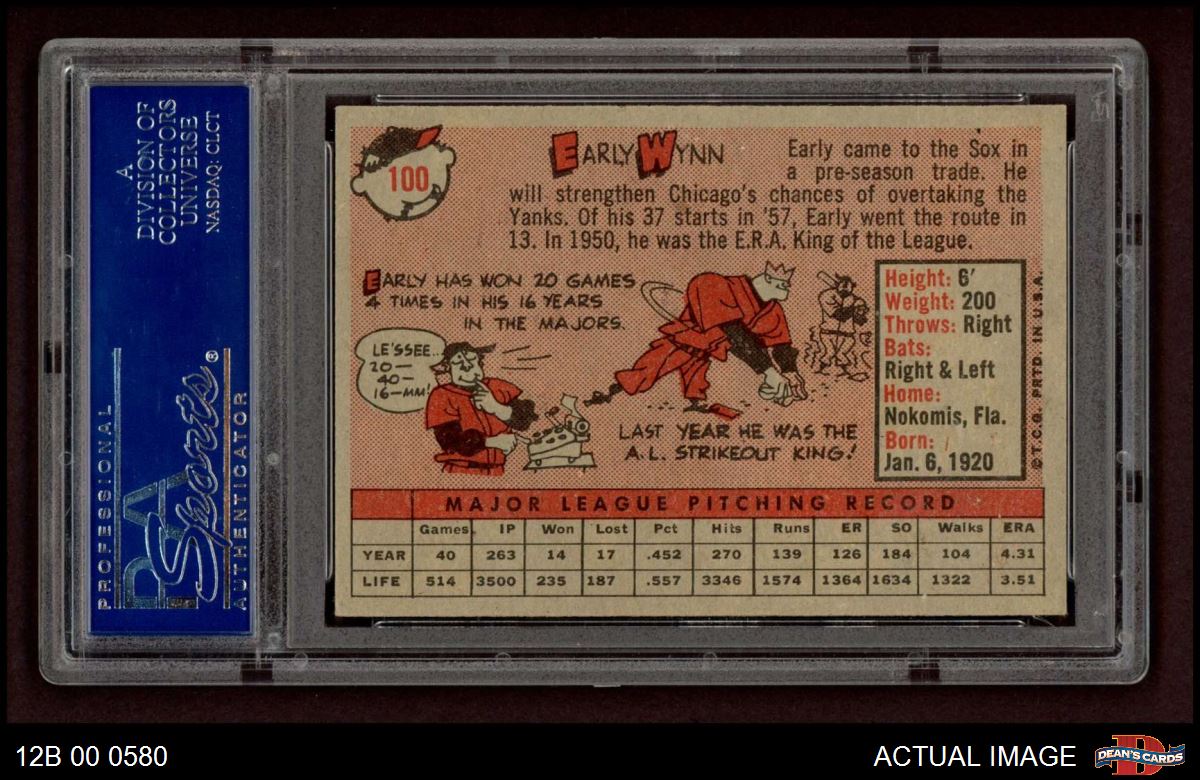 A
DIVISION OF
COLLECTORS
UNIVERSE
NASDAQ: CLCT
PROFESSIONAL
PSA
Sports®
AUTHENTICATOR
100
EARLY WYNN
Early came to the Sox in
a pre-season trade. He
will strengthen Chicago's chances of overtaking the
Yanks. Of his 37 starts in '57, Early went the route in
13. In 1950, he was the E.R.A. King of the League.
EARLY HAS WON 20 GAMES
4 TIMES IN HIS 16 YEARS
IN THE MAJORS.
LE'SSEE..
20—
40—
16—MM!
LAST YEAR HE WAS THE
A.L. STRIKEOUT KING!
Height: 6'
Weight: 200
Throws: Right
Bats:
Right & Left
Home:
Nokomis, Fla.
Born:
Jan. 6, 1920
©T.C.G. PRTD. IN U.S.A.
MAJOR LEAGUE PITCHING RECORD
Games IP Won Lost Pct Hits Runs ER SO Walks ERA
YEAR 40 263 14 17 .452 270 139 126 184 104 4.31
LIFE 514 3500 235 187 .557 3346 1574 1364 1634 1322 3.51
12B 00 0580
ACTUAL IMAGE
D
DEAN'S CARDS